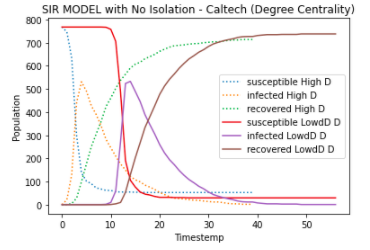 SIR MODEL with No Isolation - Caltech (Degree Centrality)
800
700
600
500
400
300
200
100
0
Population
susceptible High D
infected High D
recovered High D
susceptible LowdD D
infected LowdD D
recovered LowdD D
0 10 20 30 40 50
Timestemp